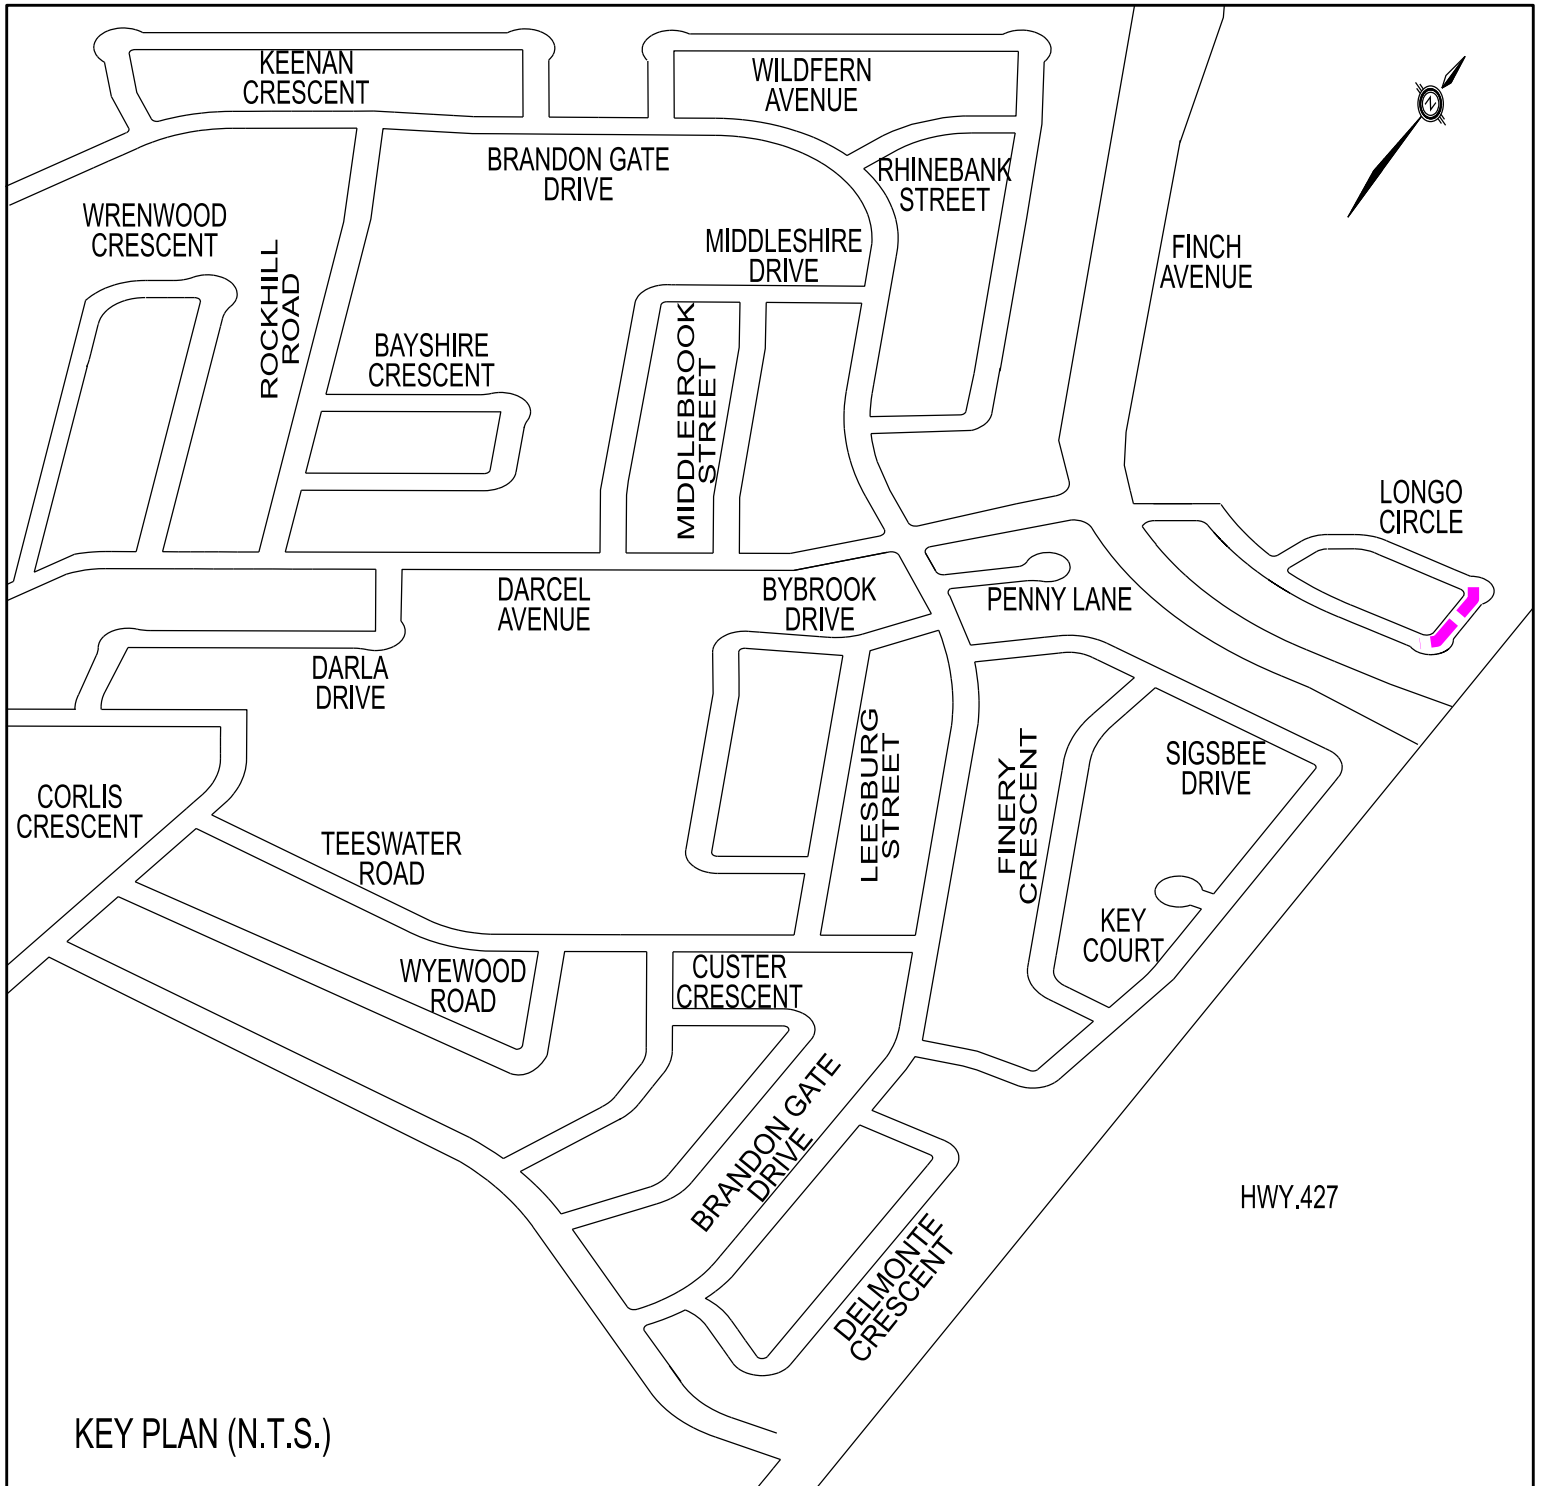 KEENAN
CRESCENT
WILDFERN
AVENUE
N
BRANDON GATE
DRIVE
RHINEBANK
STREET
WRENWOOD
CRESCENT
MIDDLESHIRE
DRIVE
FINCH
AVENUE
ROCKHILL
ROAD
BAYSHIRE
CRESCENT
MIDDLEBROOK
STREET
LONGO
CIRCLE
DARCEL
AVENUE
BYBROOK
DRIVE
PENNY LANE
DARLA
DRIVE
LEESBURG
STREET
FINERY
CRESCENT
SIGSBEE
DRIVE
CORLIS
CRESCENT
TEESWATER
ROAD
KEY
COURT
WYEWOOD
ROAD
CUSTER
CRESCENT
BRANDON GATE
DRIVE
HWY.427
DELMONTE
CRESCENT
KEY PLAN (N.T.S.)